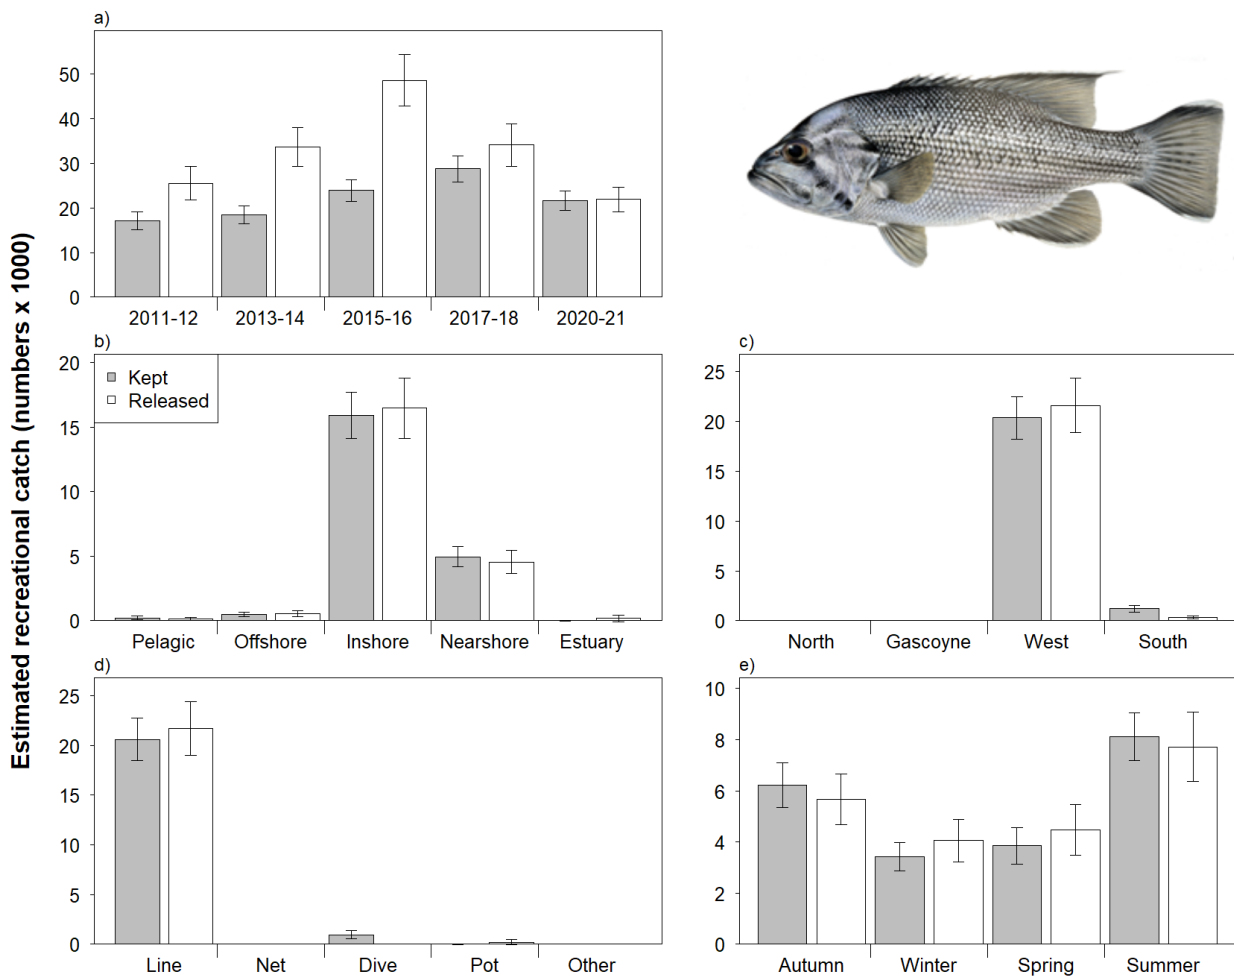 Estimated recreational catch (numbers x 1000)
a)
50
40
30
20
10
0
2011-12 2013-14 2015-16 2017-18 2020-21
b)
Kept
Released
20
15
10
5
0
Pelagic Offshore Inshore Nearshore Estuary
c)
25
20
15
10
5
0
North Gascoyne West South
d)
25
20
15
10
5
0
Line Net Dive Pot Other
e)
10
8
6
4
2
0
Autumn Winter Spring Summer